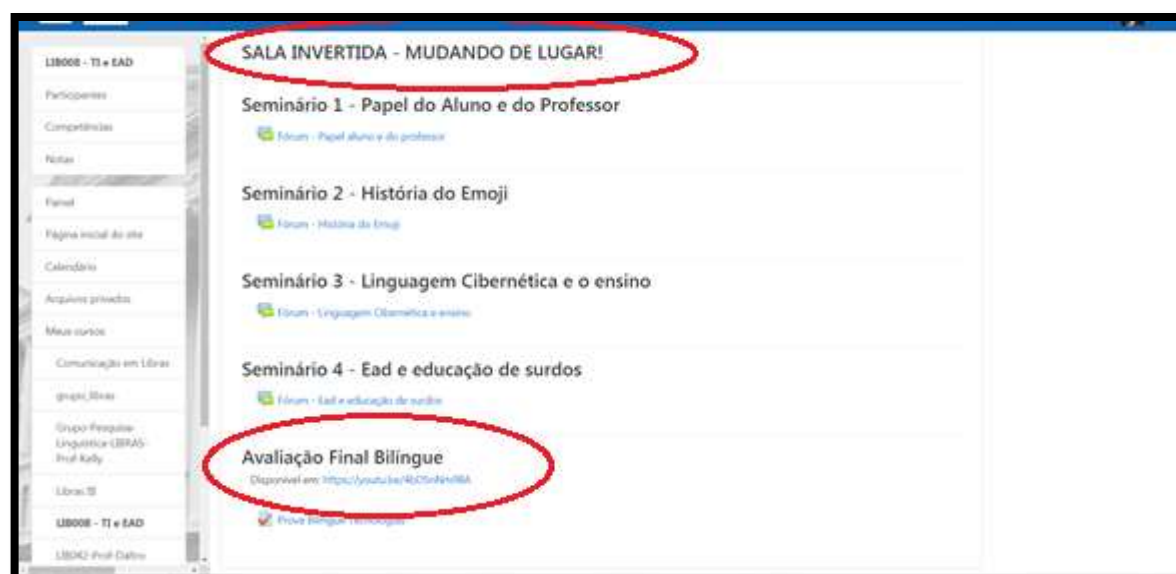 LIB008 - TI e EAD
Participantes
Competências
Notas
Painel
Página inicial do site
Calendário
Arquivos privados
Meus cursos
Comunicação em Libras
grupo_libras
Grupo Pesquisa-
Linguística-LIBRAS-
Prof Kelly
Libras III
LIB008 - TI e EAD
LIB042-Prof-Dattro
SALA INVERTIDA - MUDANDO DE LUGAR!
Seminário 1 - Papel do Aluno e do Professor
Fórum - Papel aluno e do professor
Seminário 2 - História do Emoji
Fórum - História do Emoji
Seminário 3 - Linguagem Cibernética e o ensino
Fórum - Linguagem Cibernética e ensino
Seminário 4 - Ead e educação de surdos
Fórum - Ead e educação de surdos
Avaliação Final Bilíngue
Disponível em:
Prova Bilíngue Tecnologias